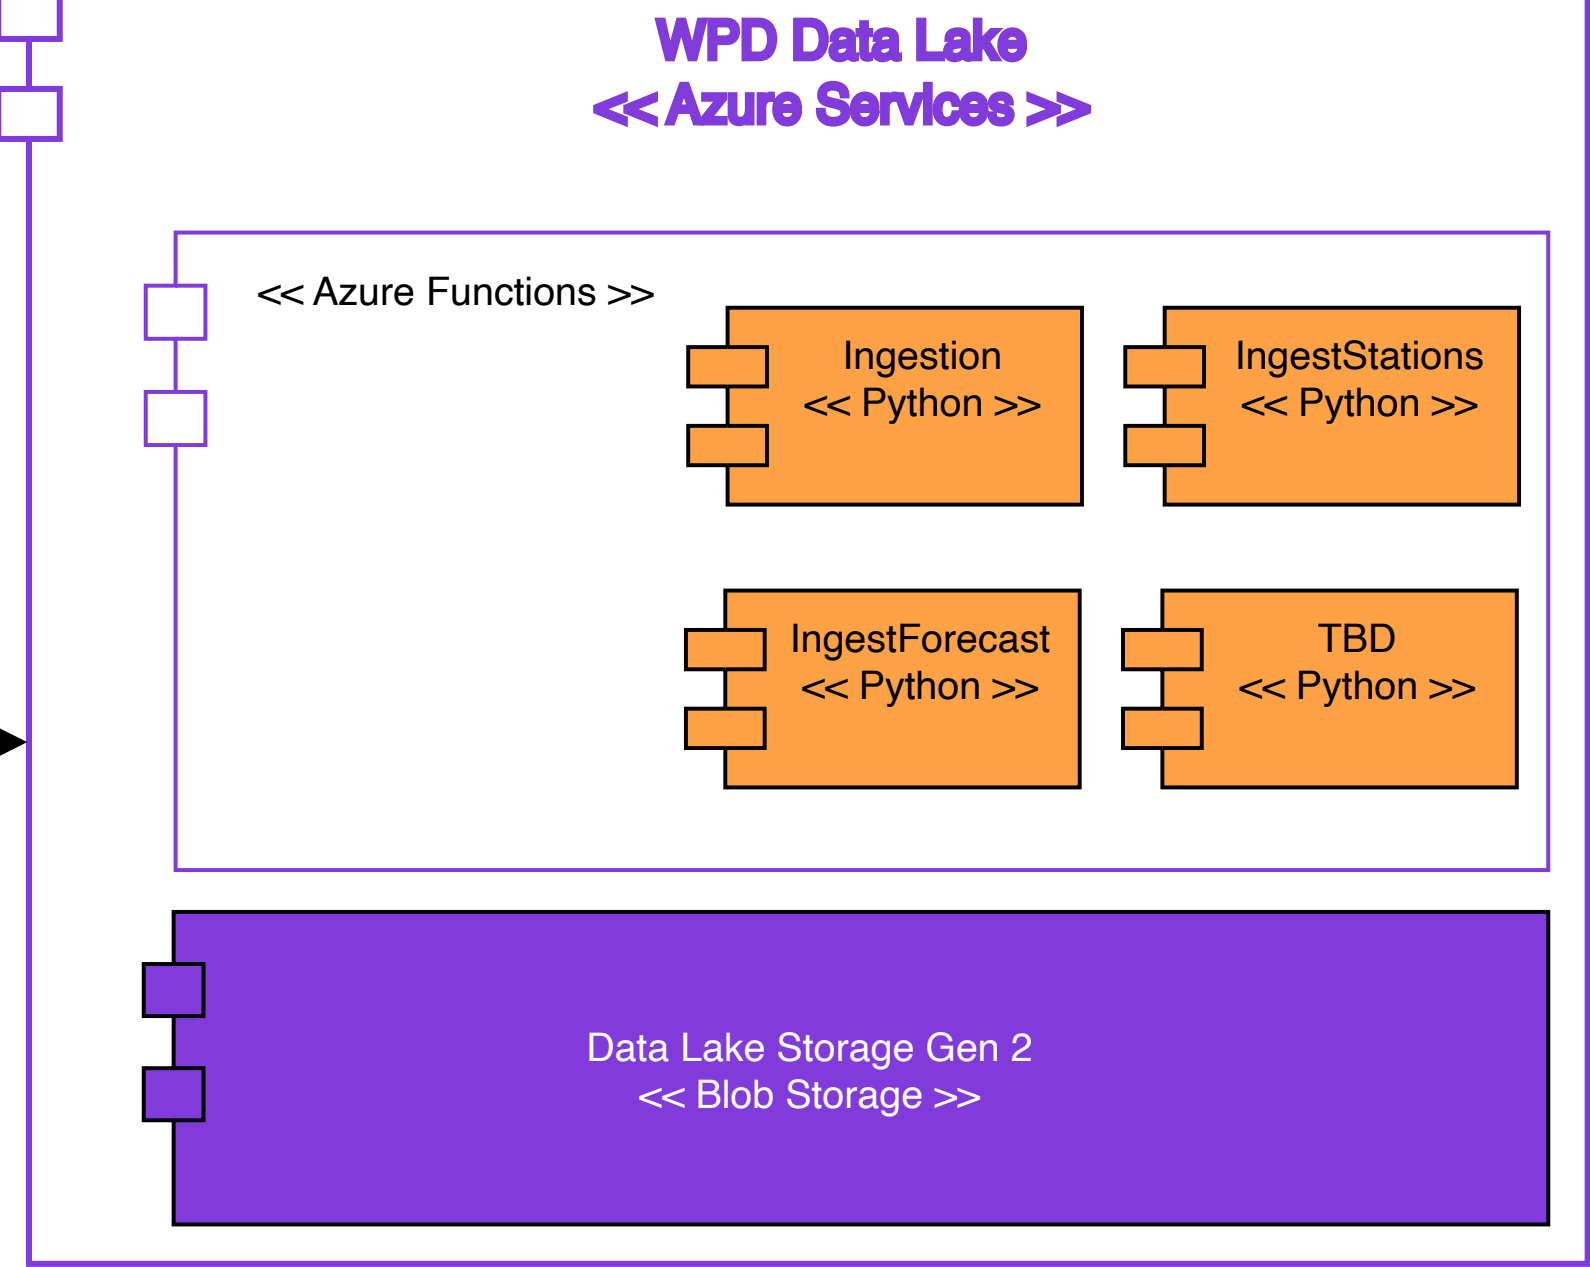 WPD Data Lake
<< Azure Services >>
<< Azure Functions >>
Ingestion
<< Python >>
IngestStations
<< Python >>
IngestForecast
<< Python >>
TBD
<< Python >>
Data Lake Storage Gen 2
<< Blob Storage >>